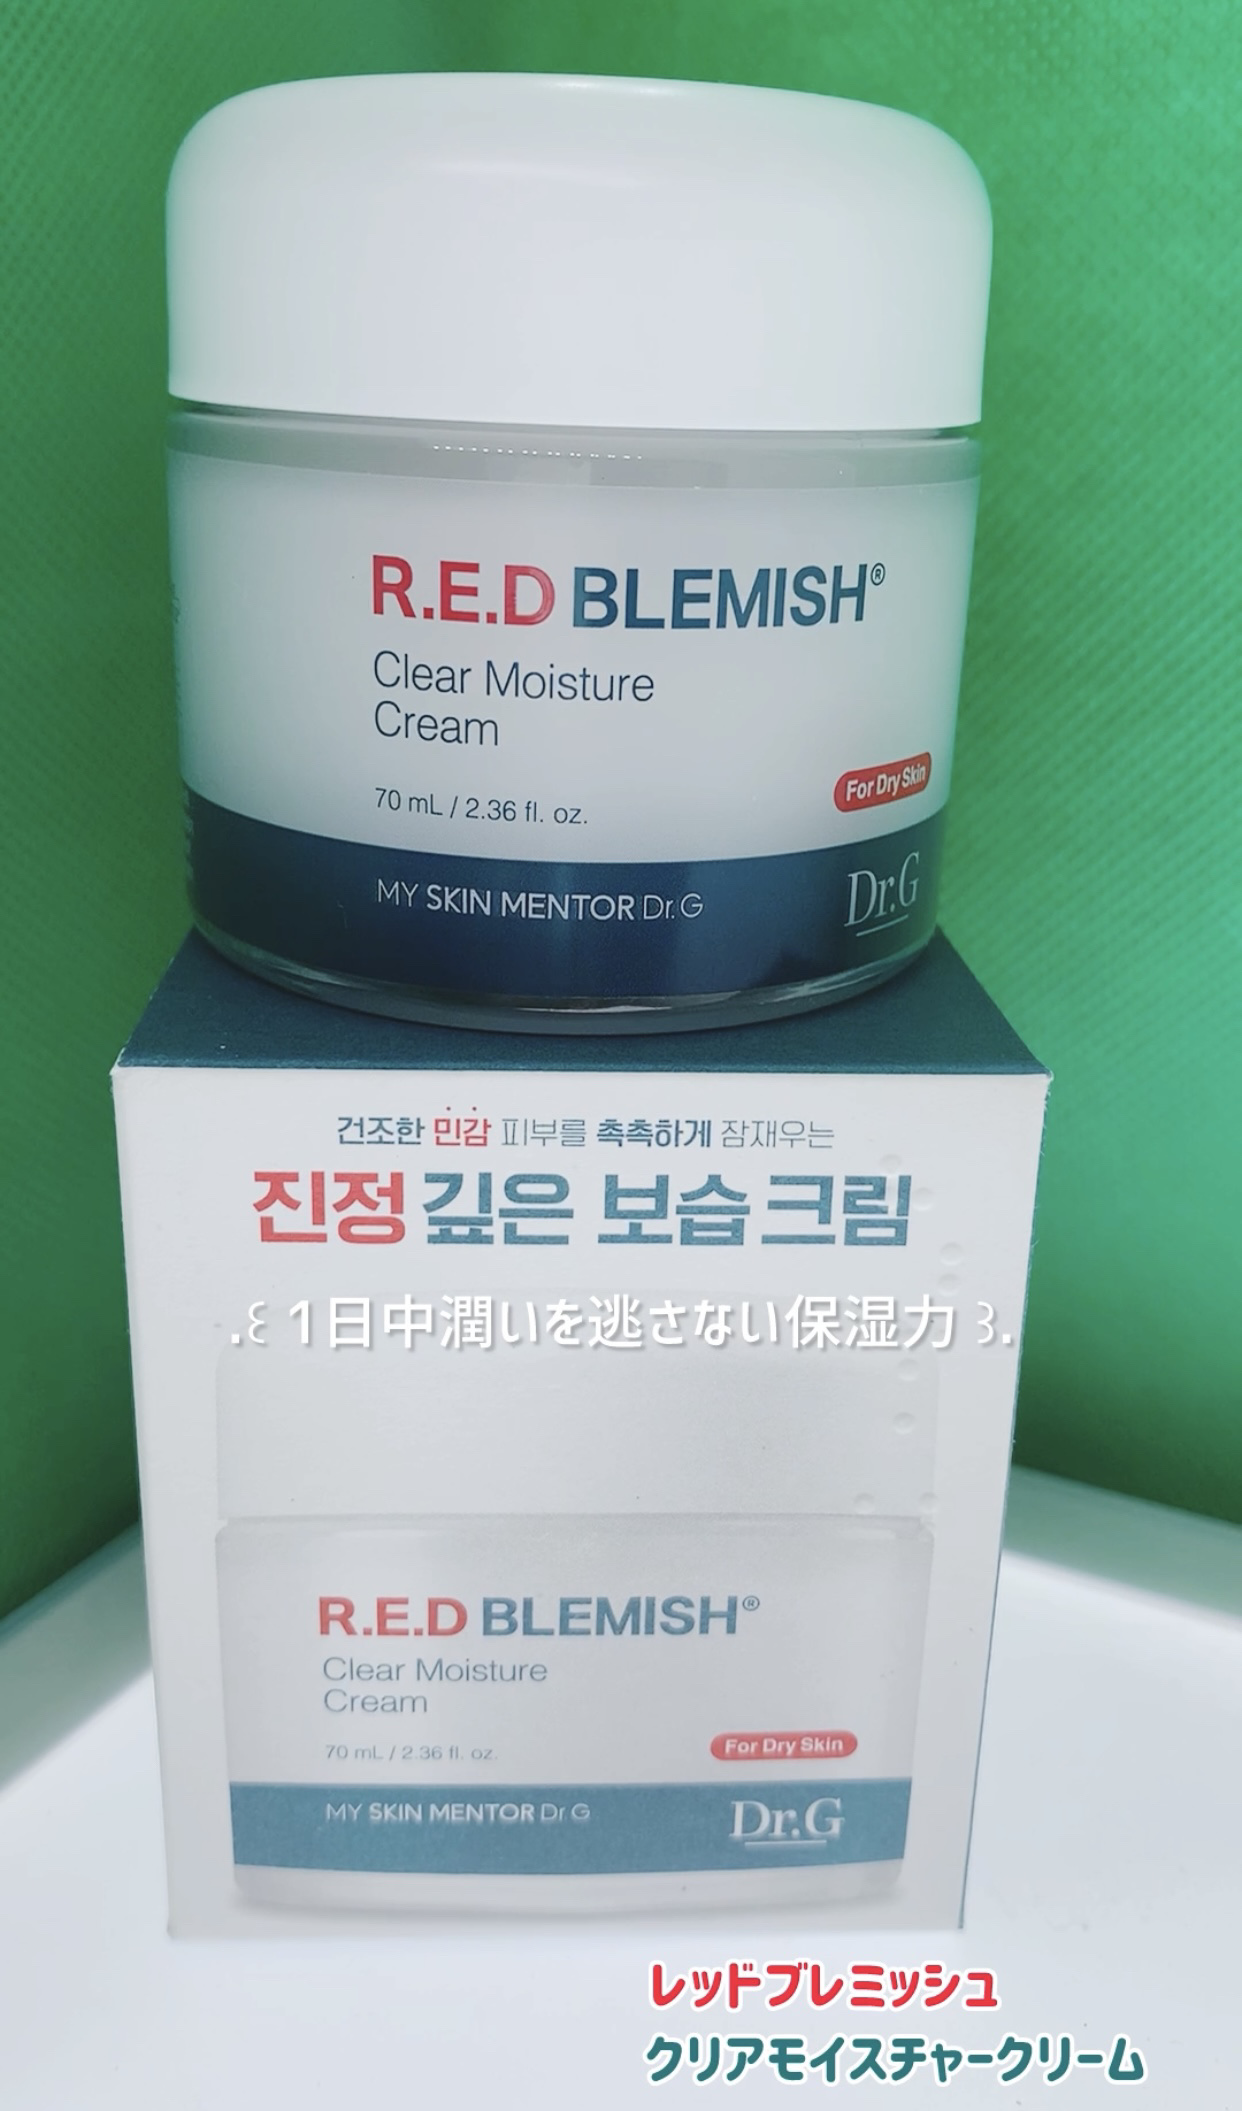 R.E.D BLEMISH®
Clear Moisture
Cream
For Dry Skin
70 mL / 2.36 fl. oz.
MY SKIN MENTOR Dr.G
Dr.G
건조한 민감 피부를 촉촉하게 잠재우는
진정 깊은 보습크림
.꒰ 1日中潤いを逃さない保湿力 ꒱.
R.E.D BLEMISH®
Clear Moisture
Cream
For Dry Skin
70 mL / 2.36 fl. oz.
MY SKIN MENTOR Dr G
Dr.G
レッドブレミッシュ
クリアモイスチャークリーム